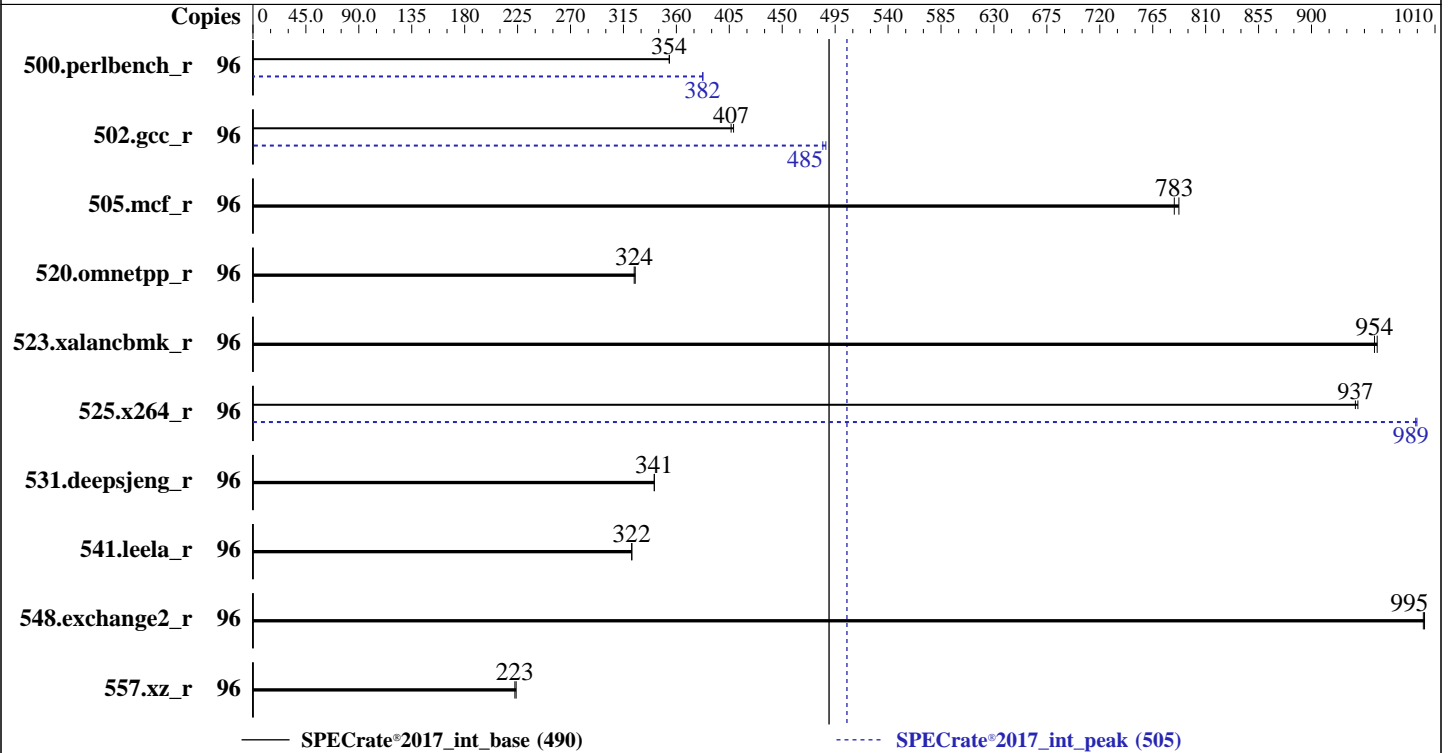 Copies 0 45.0 90.0 135 180 225 270 315 360 405 450 495 540 585 630 675 720 765 810 855 900 1010
354
500.perlbench_r 96
382
407
502.gcc_r 96
485
783
505.mcf_r 96
324
520.omnetpp_r 96
954
523.xalancbmk_r 96
937
525.x264_r 96
989
341
531.deepsjeng_r 96
322
541.leela_r 96
995
548.exchange2_r 96
223
557.xz_r 96
SPECrate®2017_int_base (490) SPECrate®2017_int_peak (505)